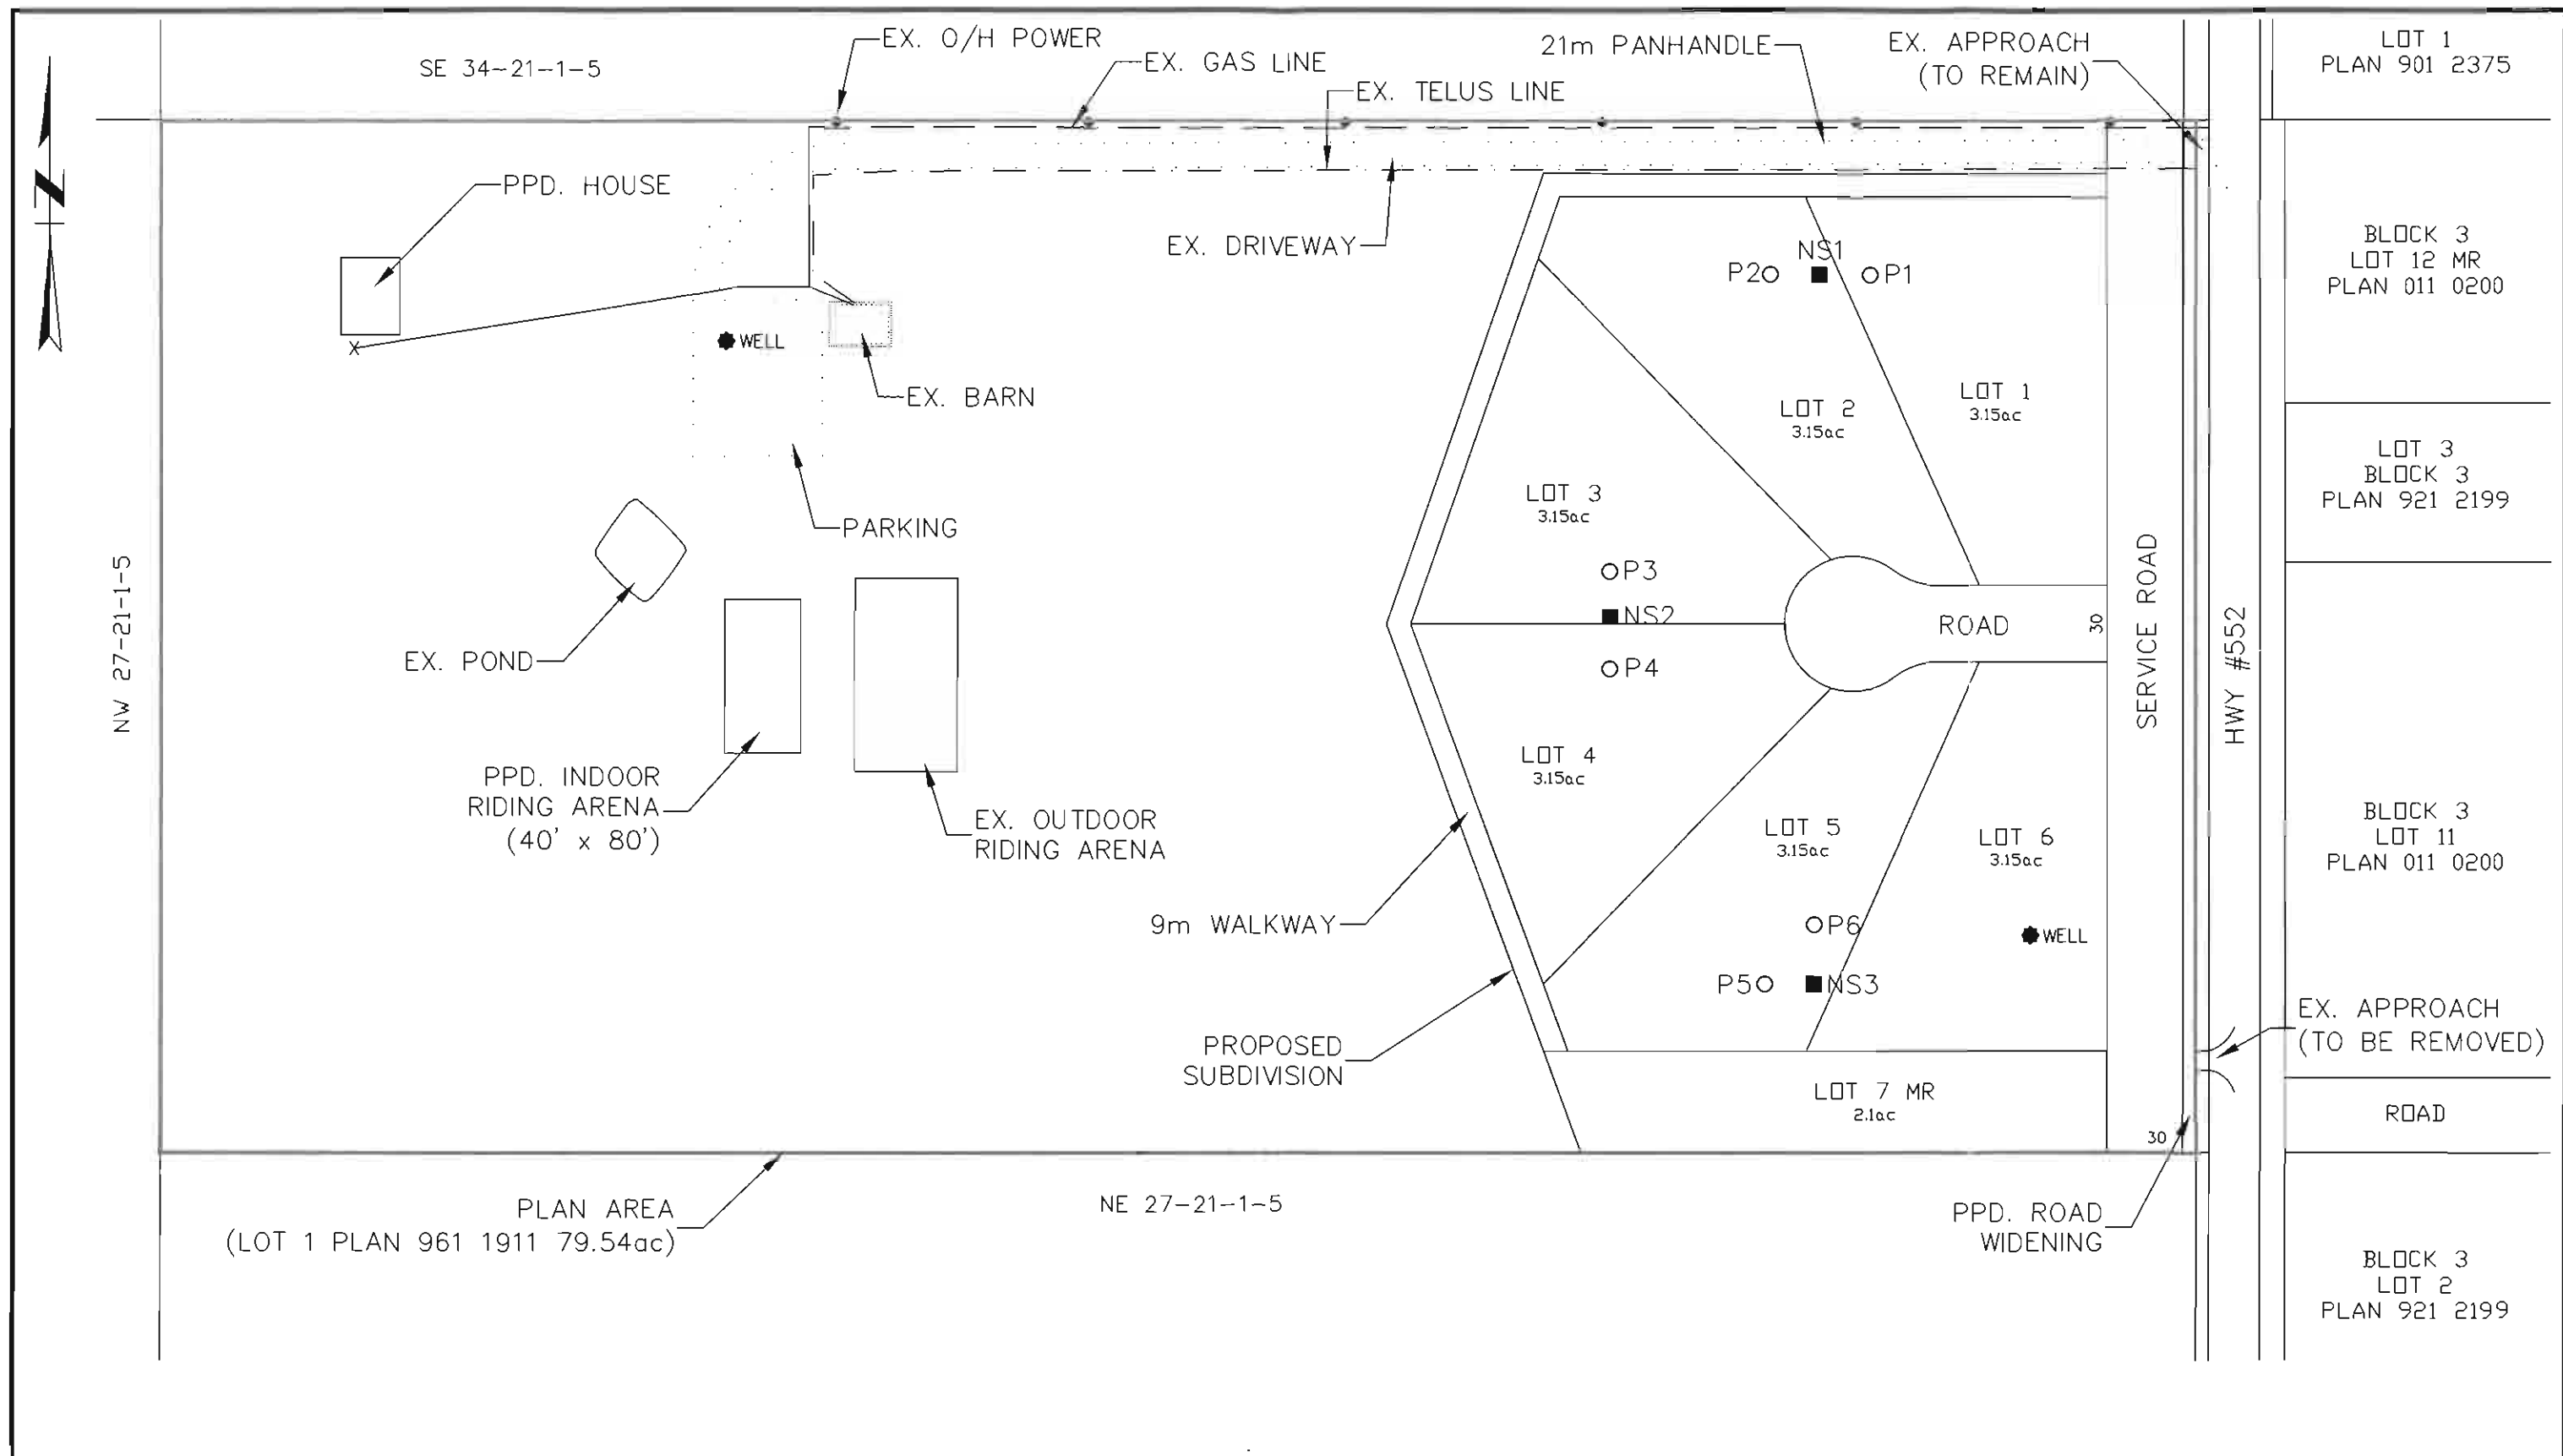 EX. O/H POWER
SE 34-21-1-5
EX. GAS LINE
EX. TELUS LINE
21m PANHANDLE
EX. APPROACH
(TO REMAIN)
LOT 1
PLAN 901 2375
N
PPD. HOUSE
EX. DRIVEWAY
NS1
P2
P1
BLOCK 3
LOT 12 MR
PLAN 011 0200
WELL
EX. BARN
LOT 1
3.15ac
LOT 2
3.15ac
LOT 3
BLOCK 3
PLAN 921 2199
LOT 3
3.15ac
PARKING
NW 27-21-1-5
P3
NS2
P4
ROAD
30
SERVICE ROAD
HWY #552
EX. POND
PPD. INDOOR
RIDING ARENA
(40' x 80')
EX. OUTDOOR
RIDING ARENA
LOT 4
3.15ac
LOT 5
3.15ac
LOT 6
3.15ac
BLOCK 3
LOT 11
PLAN 011 0200
9m WALKWAY
P6
WELL
P5
NS3
EX. APPROACH
(TO BE REMOVED)
PROPOSED
SUBDIVISION
LOT 7 MR
2.1ac
ROAD
30
PLAN AREA
(LOT 1 PLAN 961 1911 79.54ac)
NE 27-21-1-5
PPD. ROAD
WIDENING
BLOCK 3
LOT 2
PLAN 921 2199